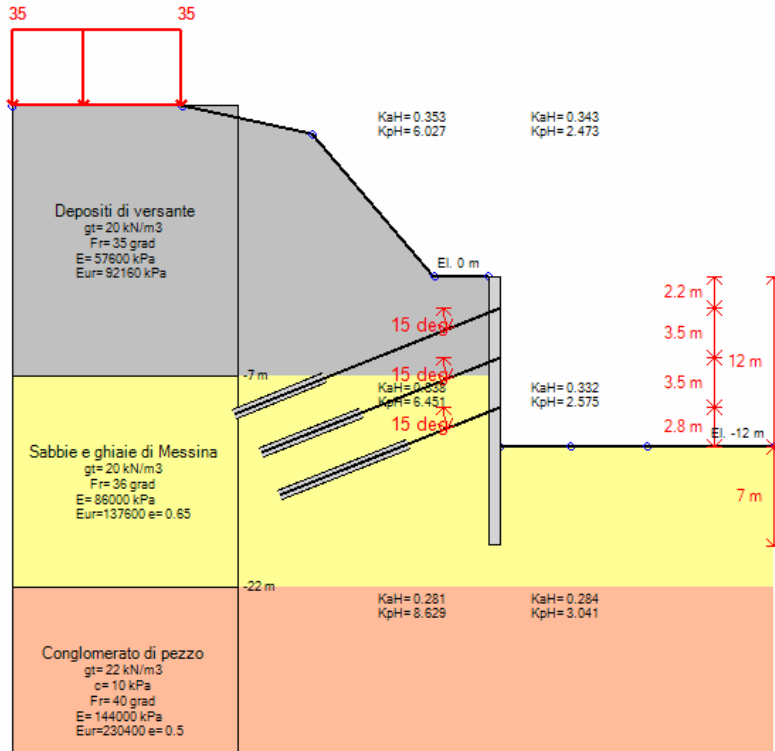 35
35
KaH= 0.353
KpH= 6.027
KaH= 0.343
KpH= 2.473
Depositi di versante
gt= 20 kN/m3
Fr= 35 grad
E= 57600 kPa
Eur= 92160 kPa
El. 0 m
2.2 m
15 deg
3.5 m
12 m
-7 m
15 deg
KaH= 0.338
KpH= 6.451
KaH= 0.332
KpH= 2.575
3.5 m
15 deg
2.8 m
El. -12 m
Sabbie e ghiaie di Messina
gt= 20 kN/m3
Fr= 36 grad
E= 86000 kPa
Eur=137600 e= 0.65
7 m
-22 m
KaH= 0.281
KpH= 8.629
KaH= 0.284
KpH= 3.041
Conglomerato di pezzo
gt= 22 kN/m3
c= 10 kPa
Fr= 40 grad
E= 144000 kPa
Eur=230400 e= 0.5